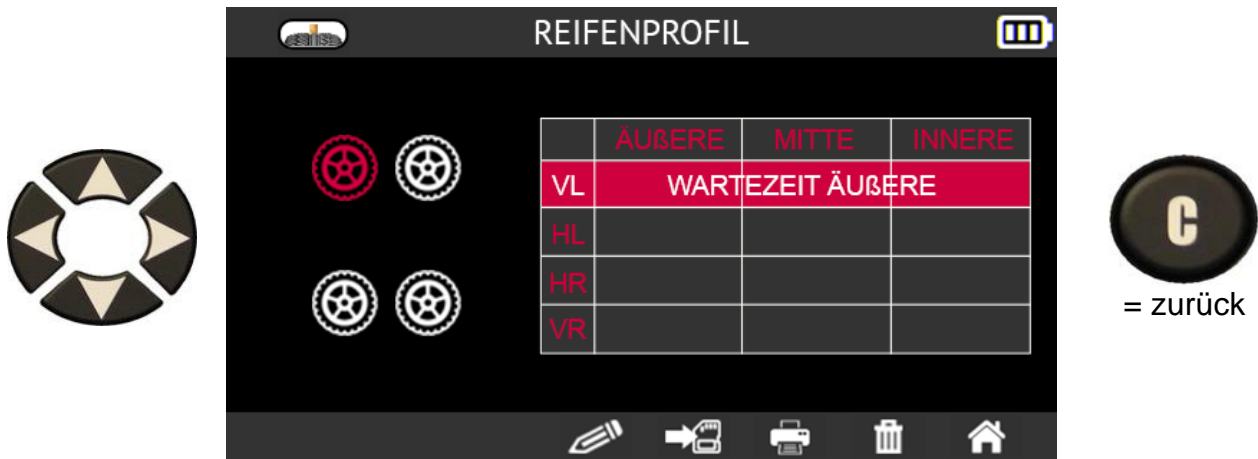 REIFENPROFIL
ÄUßERE MITTE INNERE
VL WARTEZEIT ÄUßERE
HL
HR
VR
C
= zurück